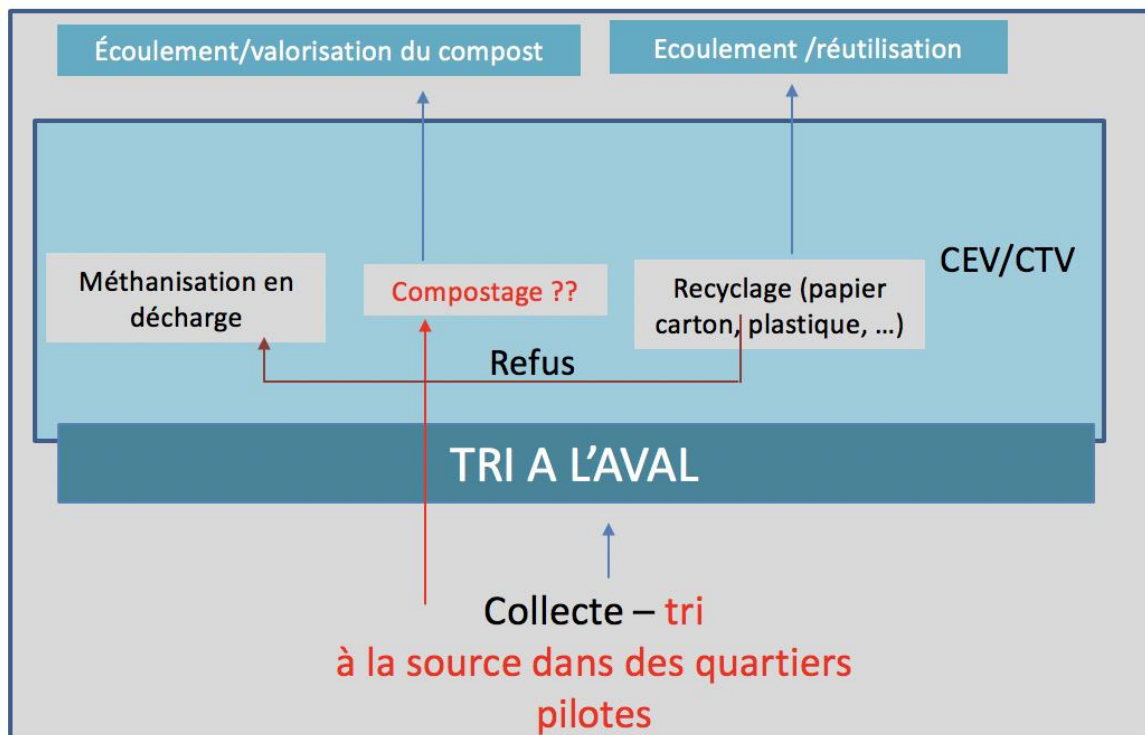 Écoulement/valorisation du compost
Ecoulement /réutilisation
CEV/CTV
Méthanisation en
décharge
Compostage ??
Recyclage (papier
carton, plastique, ...)
Refus
TRI A L’AVAL
Collecte – tri
à la source dans des quartiers
pilotes